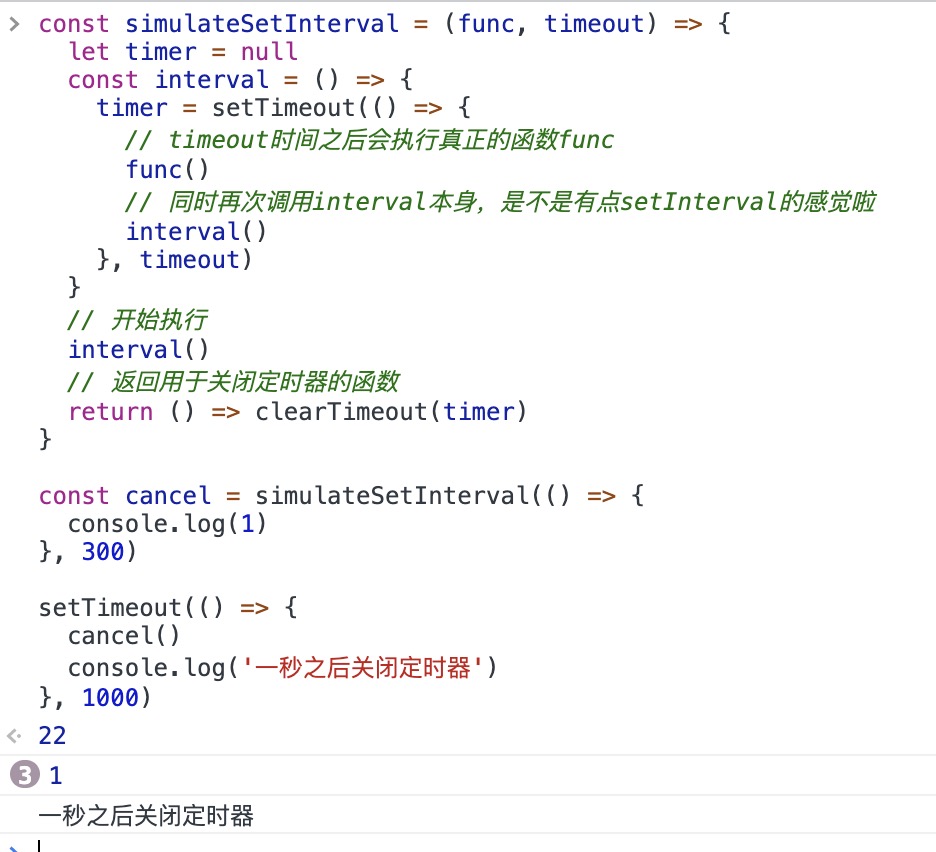 const simulateSetInterval = (func, timeout) => {
  let timer = null
  const interval = () => {
    timer = setTimeout(() => {
      // timeout时间之后会执行真正的函数func
      func()
      // 同时再次调用interval本身，是不是有点setInterval的感觉啦
      interval()
    }, timeout)
  }
  // 开始执行
  interval()
  // 返回用于关闭定时器的函数
  return () => clearTimeout(timer)
}

const cancel = simulateSetInterval(() => {
  console.log(1)
}, 300)

setTimeout(() => {
  cancel()
  console.log('一秒之后关闭定时器')
}, 1000)
22
3 1
一秒之后关闭定时器